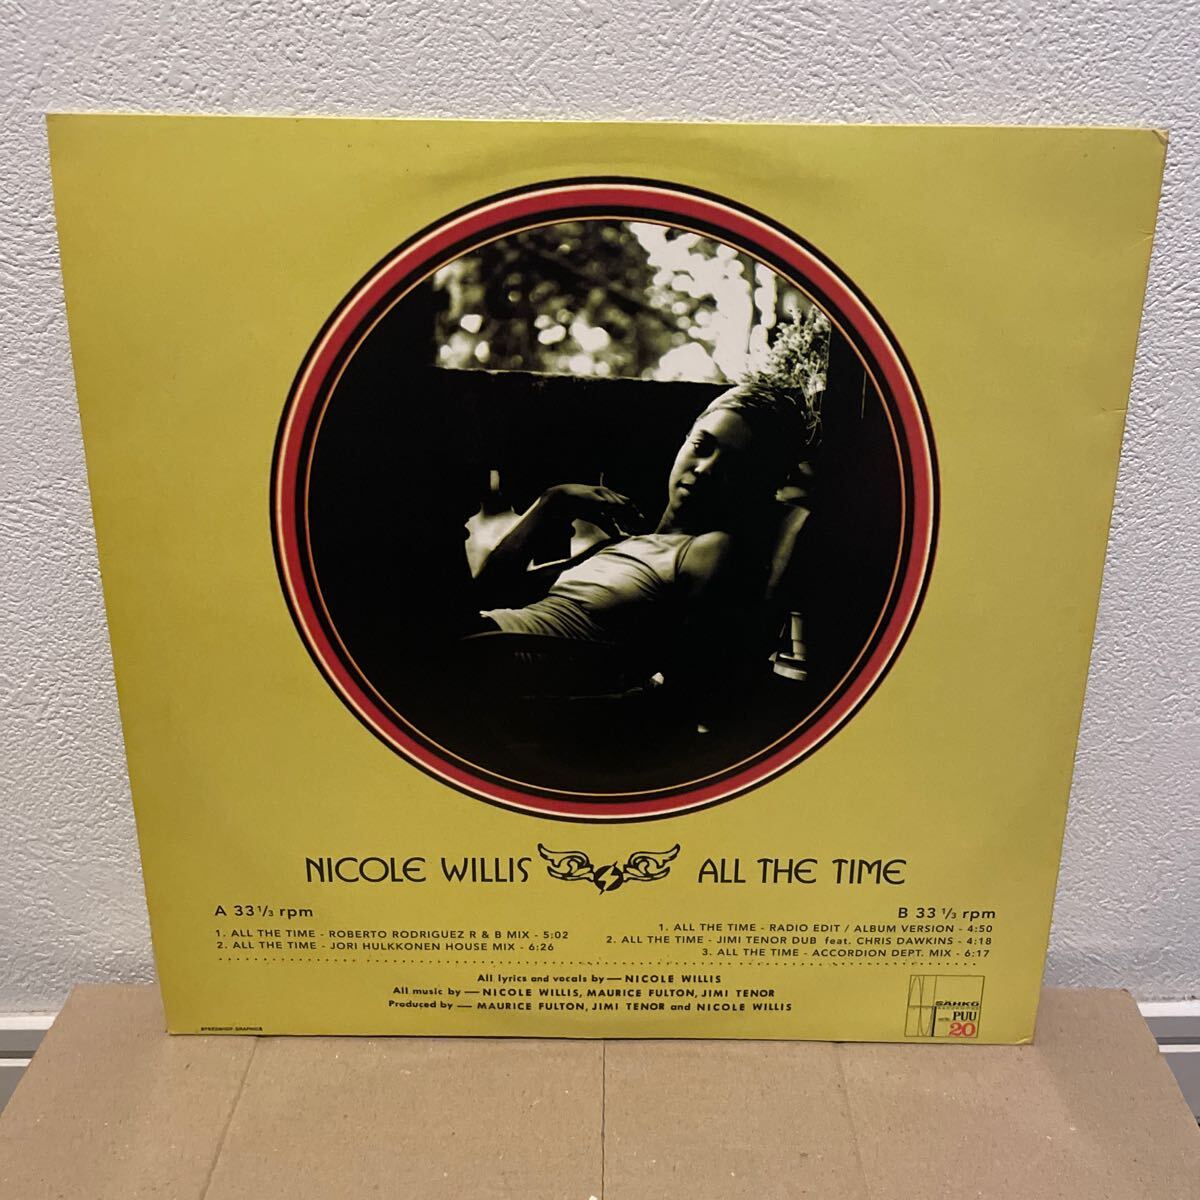 NICOLE WILLIS ALL THE TIME
A 33 1/3 rpm
1. ALL THE TIME - ROBERTO RODRIGUEZ R & B MIX - 5:02
2. ALL THE TIME - JORI HULKKONEN HOUSE MIX - 6:26
B 33 1/3 rpm
1. ALL THE TIME - RADIO EDIT / ALBUM VERSION - 4:50
2. ALL THE TIME - JIMI TENOR DUB feat. CHRIS DAWKINS - 4:18
3. ALL THE TIME - ACCORDION DEPT. MIX - 6:17
All lyrics and vocals by — NICOLE WILLIS
All music by — NICOLE WILLIS, MAURICE FULTON, JIMI TENOR
Produced by — MAURICE FULTON, JIMI TENOR and NICOLE WILLIS
SÄHKÖ
RECORDINGS
PUU
20